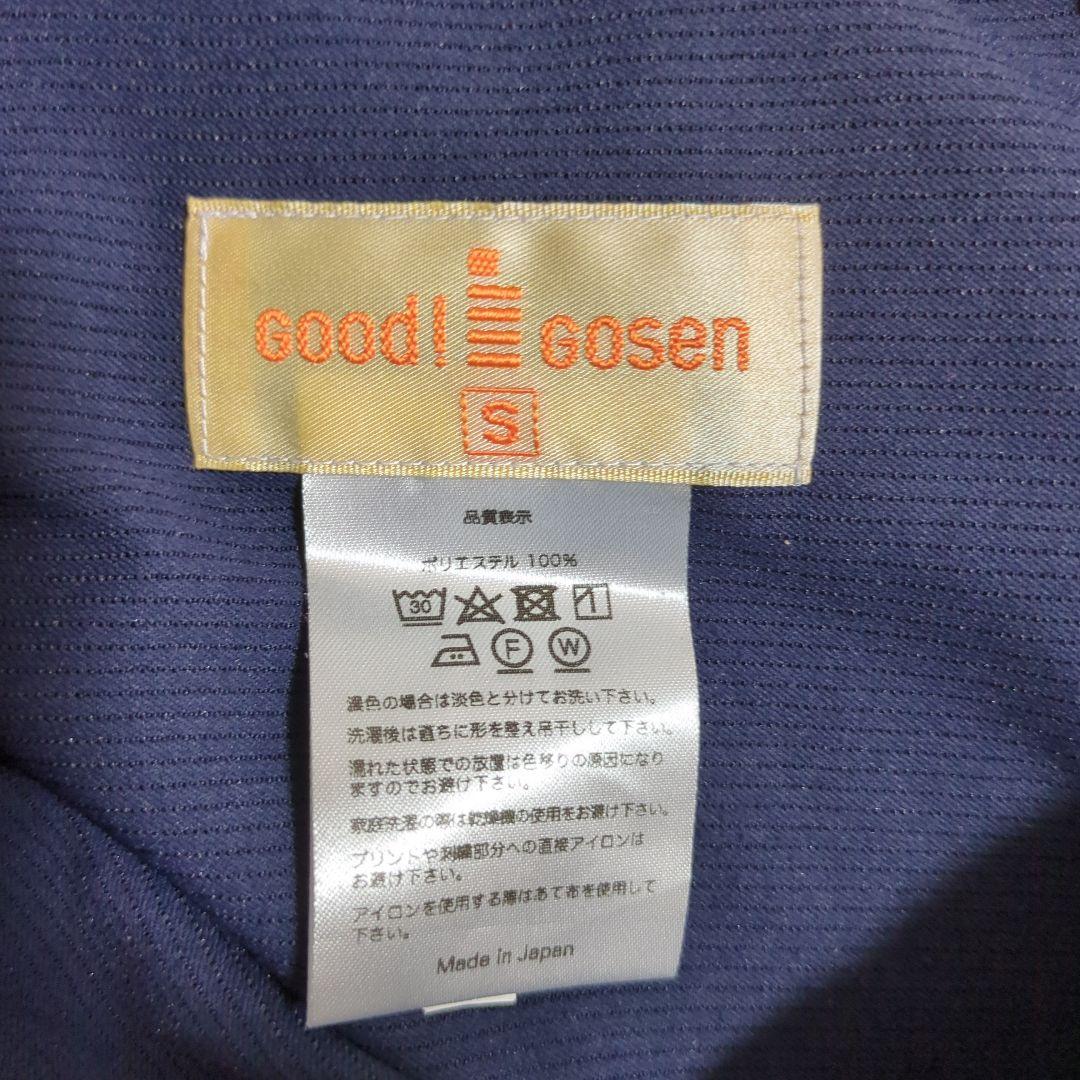 GOOD! GOSEN
S
品質表示
ポリエステル 100%
30
1
F W
濃色の場合は淡色と分けてお洗い下さい。
洗濯後は直ちに形を整え吊干しして下さい。
濡れた状態での放置は色移りの原因になり
ますのでお避け下さい。
家庭洗濯の際は乾燥機の使用をお避け下さい。
プリントや刺繍部分への直接アイロンは
お避け下さい。
アイロンを使用する際はあて布を使用して
下さい。
Made in Japan